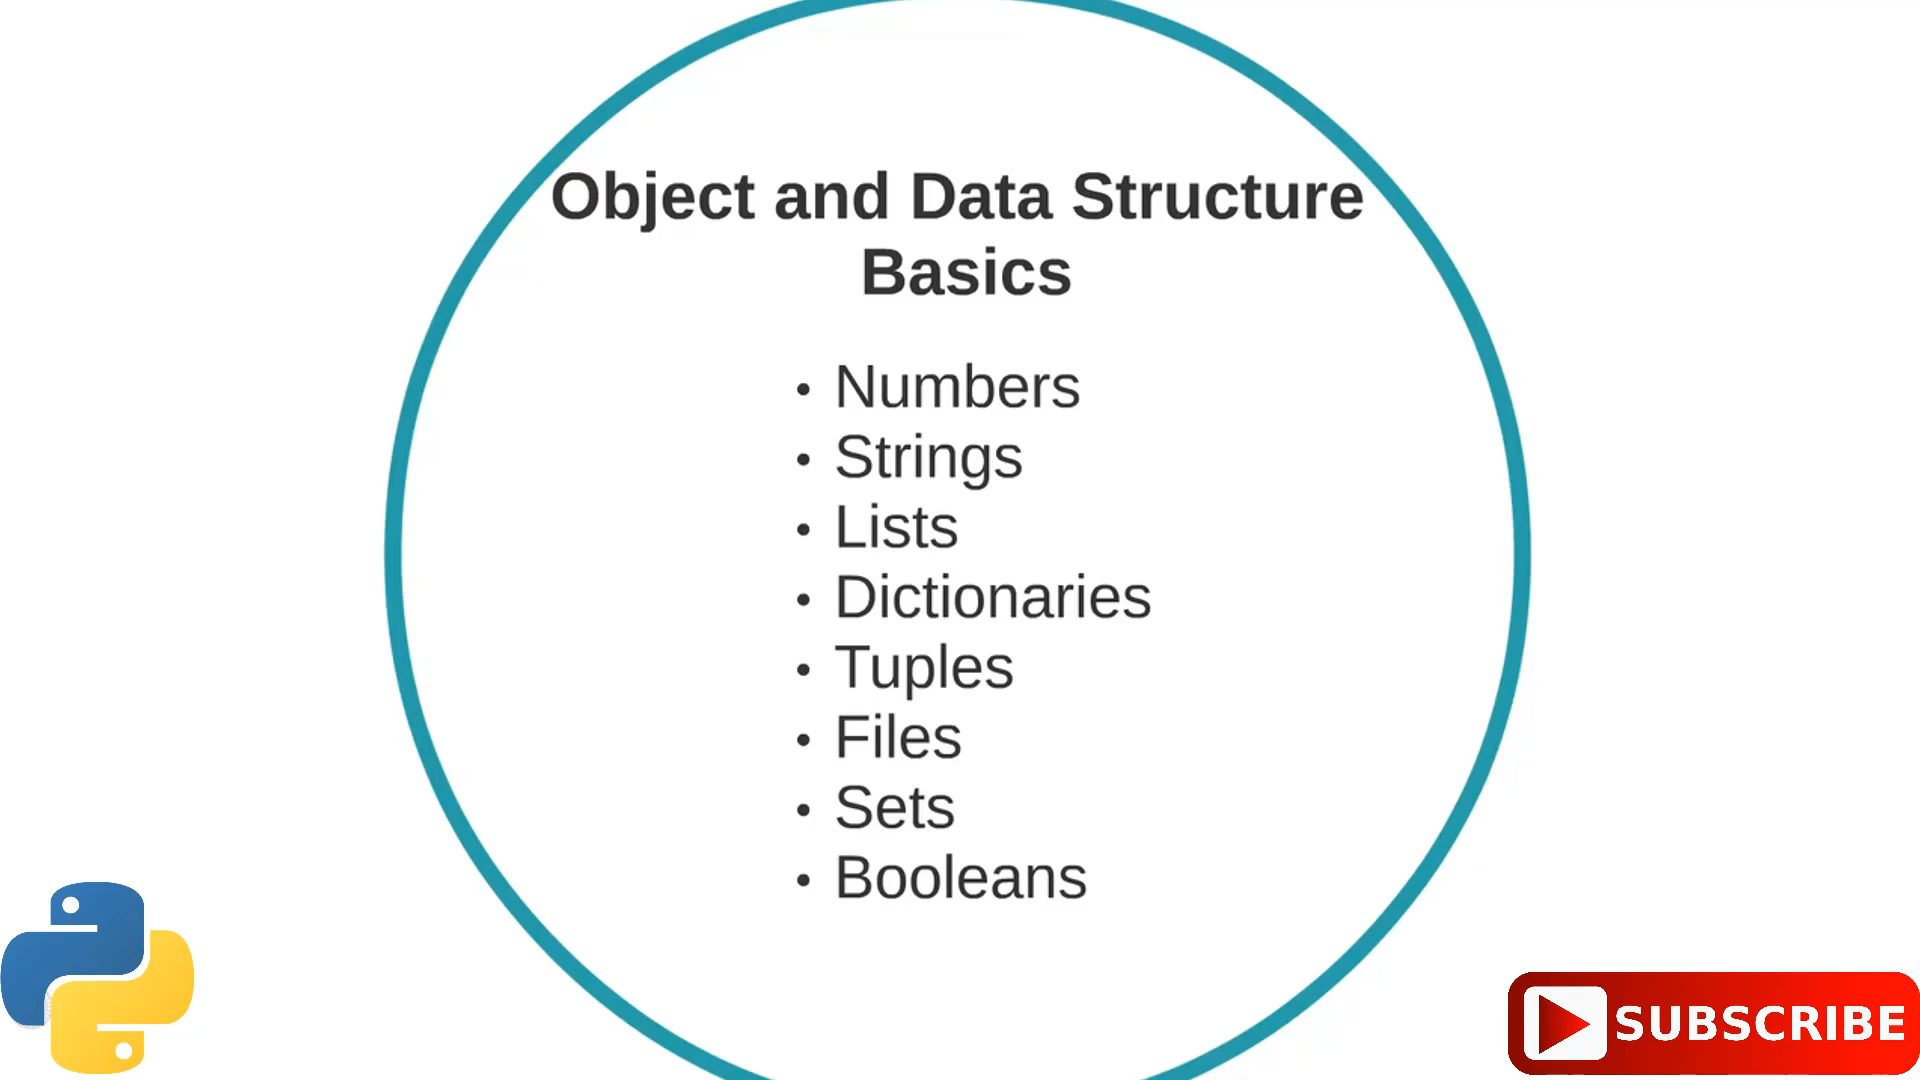 Object and Data Structure
Basics
• Numbers
• Strings
• Lists
• Dictionaries
• Tuples
• Files
• Sets
• Booleans
SUBSCRIBE